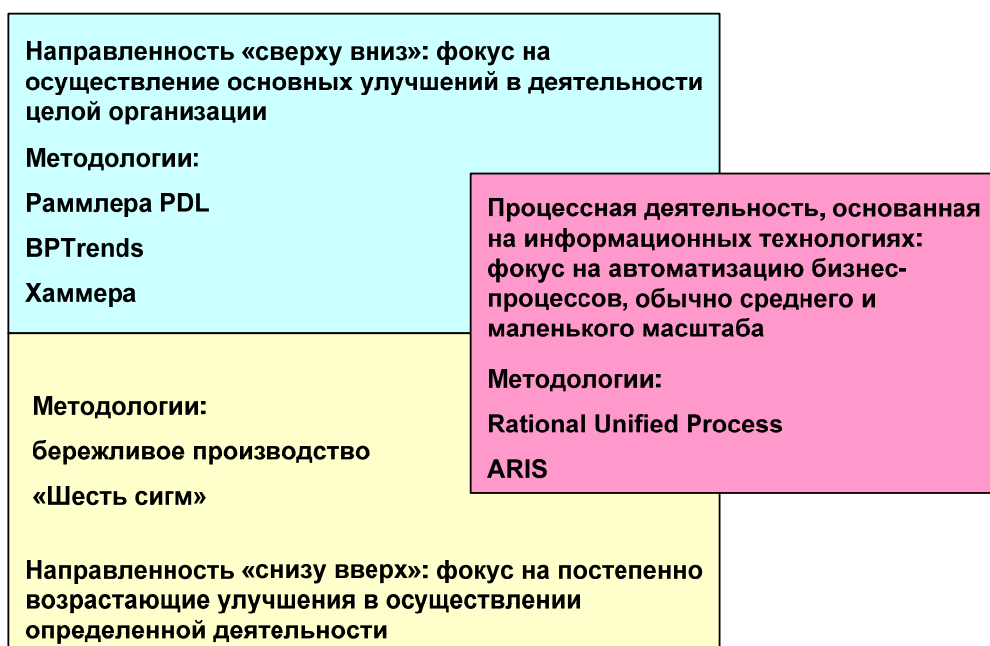 Направленность «сверху вниз»: фокус на
осуществление основных улучшений в деятельности
целой организации
Методологии:
Раммлера PDL
BPTrends
Хаммера
Процессная деятельность, основанная
на информационных технологиях:
фокус на автоматизацию бизнес-
процессов, обычно среднего и
маленького масштаба
Методологии:
Rational Unified Process
ARIS
Методологии:
бережливое производство
«Шесть сигм»
Направленность «снизу вверх»: фокус на постепенно
возрастающие улучшения в осуществлении
определенной деятельности